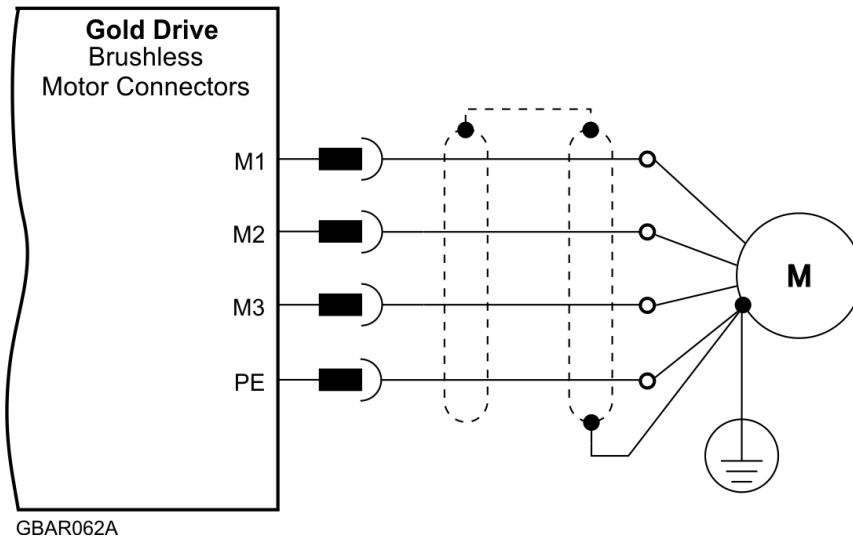 Gold Drive
Brushless
Motor Connectors
M1
M2
M3
PE
M
GBAR062A